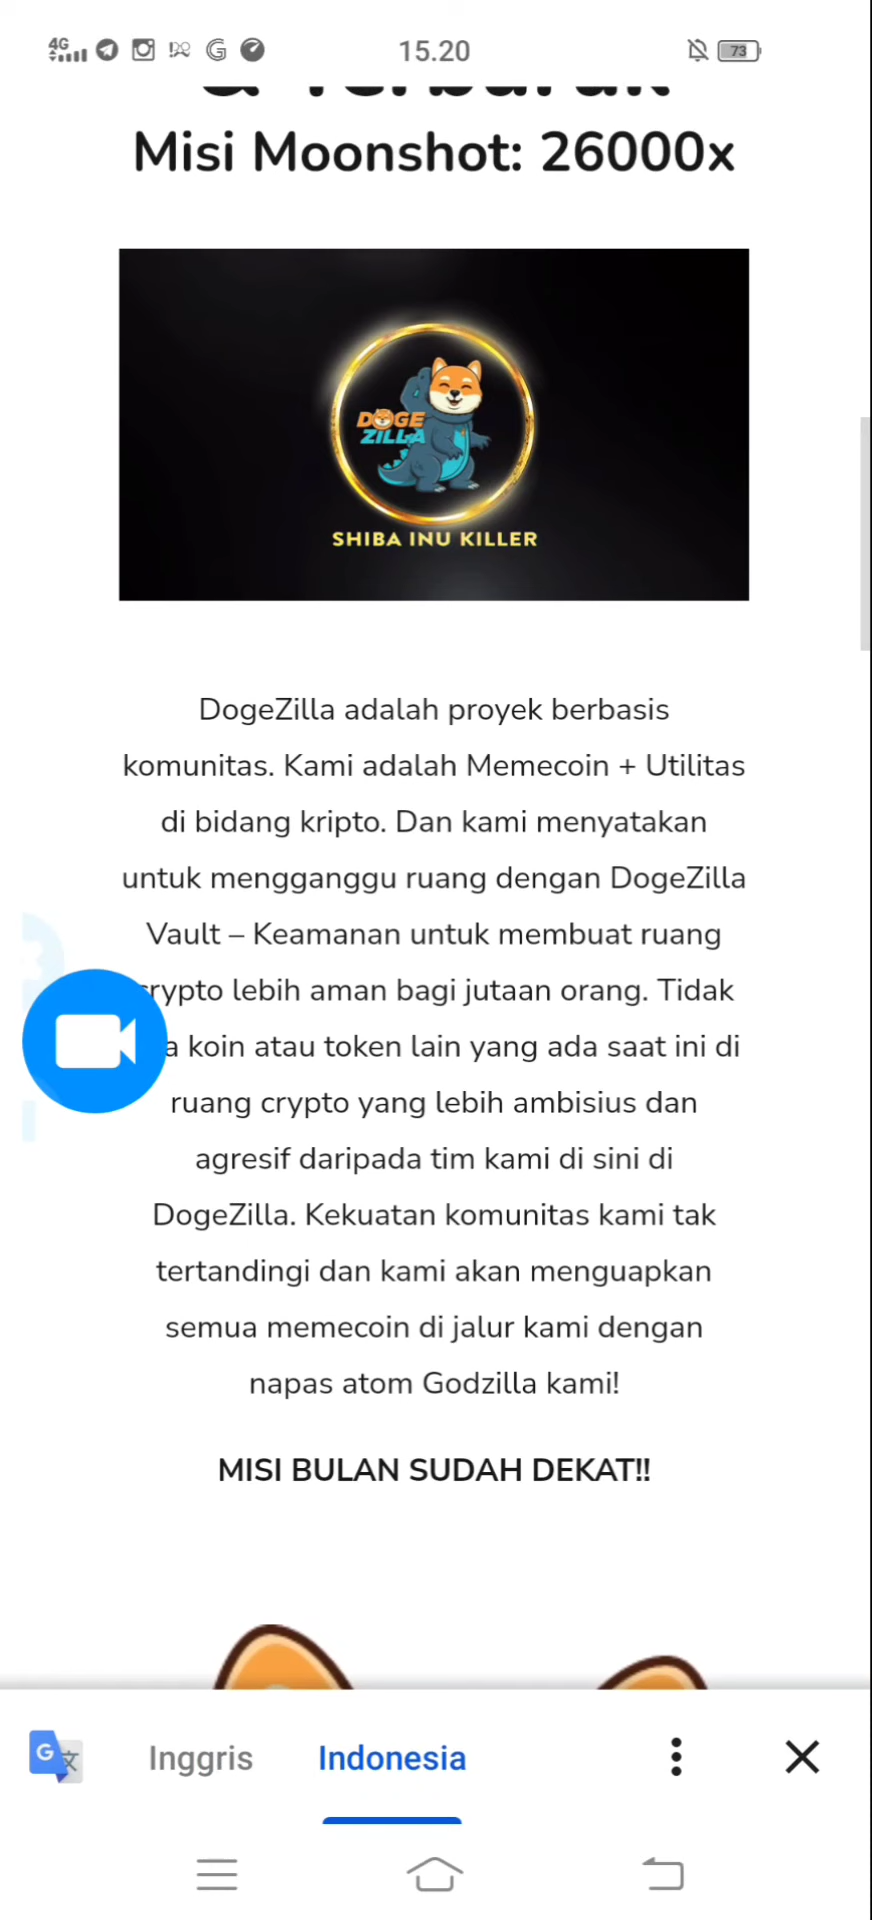 4G
15.20
73
Misi Moonshot: 26000x
DOGE
ZILLA
SHIBA INU KILLER
DogeZilla adalah proyek berbasis
komunitas. Kami adalah Memecoin + Utilitas
di bidang kripto. Dan kami menyatakan
untuk mengganggu ruang dengan DogeZilla
Vault – Keamanan untuk membuat ruang
crypto lebih aman bagi jutaan orang. Tidak
koin atau token lain yang ada saat ini di
ruang crypto yang lebih ambisius dan
agresif daripada tim kami di sini di
DogeZilla. Kekuatan komunitas kami tak
tertandingi dan kami akan menguapkan
semua memecoin di jalur kami dengan
napas atom Godzilla kami!
MISI BULAN SUDAH DEKAT!!
Inggris
Indonesia